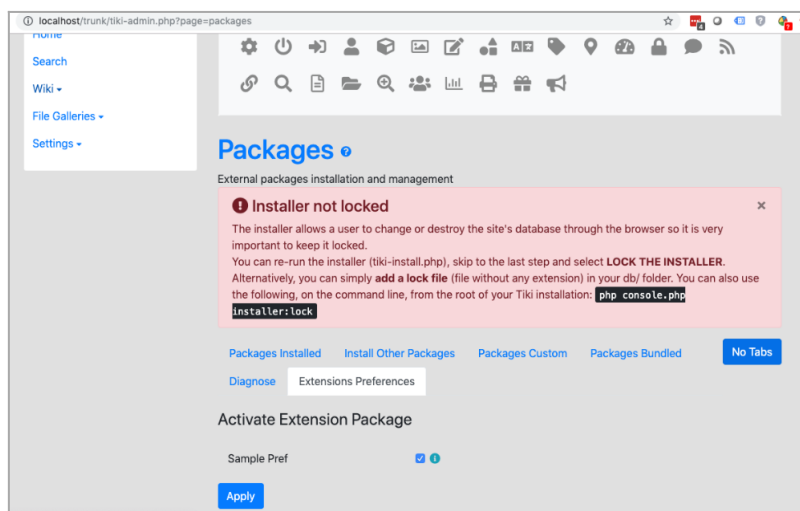 localhost/trunk/tiki-admin.php?page=packages
Home
Search
Wiki
File Galleries
Settings
Packages
External packages installation and management
Installer not locked
The installer allows a user to change or destroy the site's database through the browser so it is very
important to keep it locked.
You can re-run the installer (tiki-install.php), skip to the last step and select LOCK THE INSTALLER.
Alternatively, you can simply add a lock file (file without any extension) in your db/ folder. You can also use
the following, on the command line, from the root of your Tiki installation: php console.php
installer:lock
Packages Installed Install Other Packages Packages Custom Packages Bundled No Tabs
Diagnose Extensions Preferences
Activate Extension Package
Sample Pref
Apply